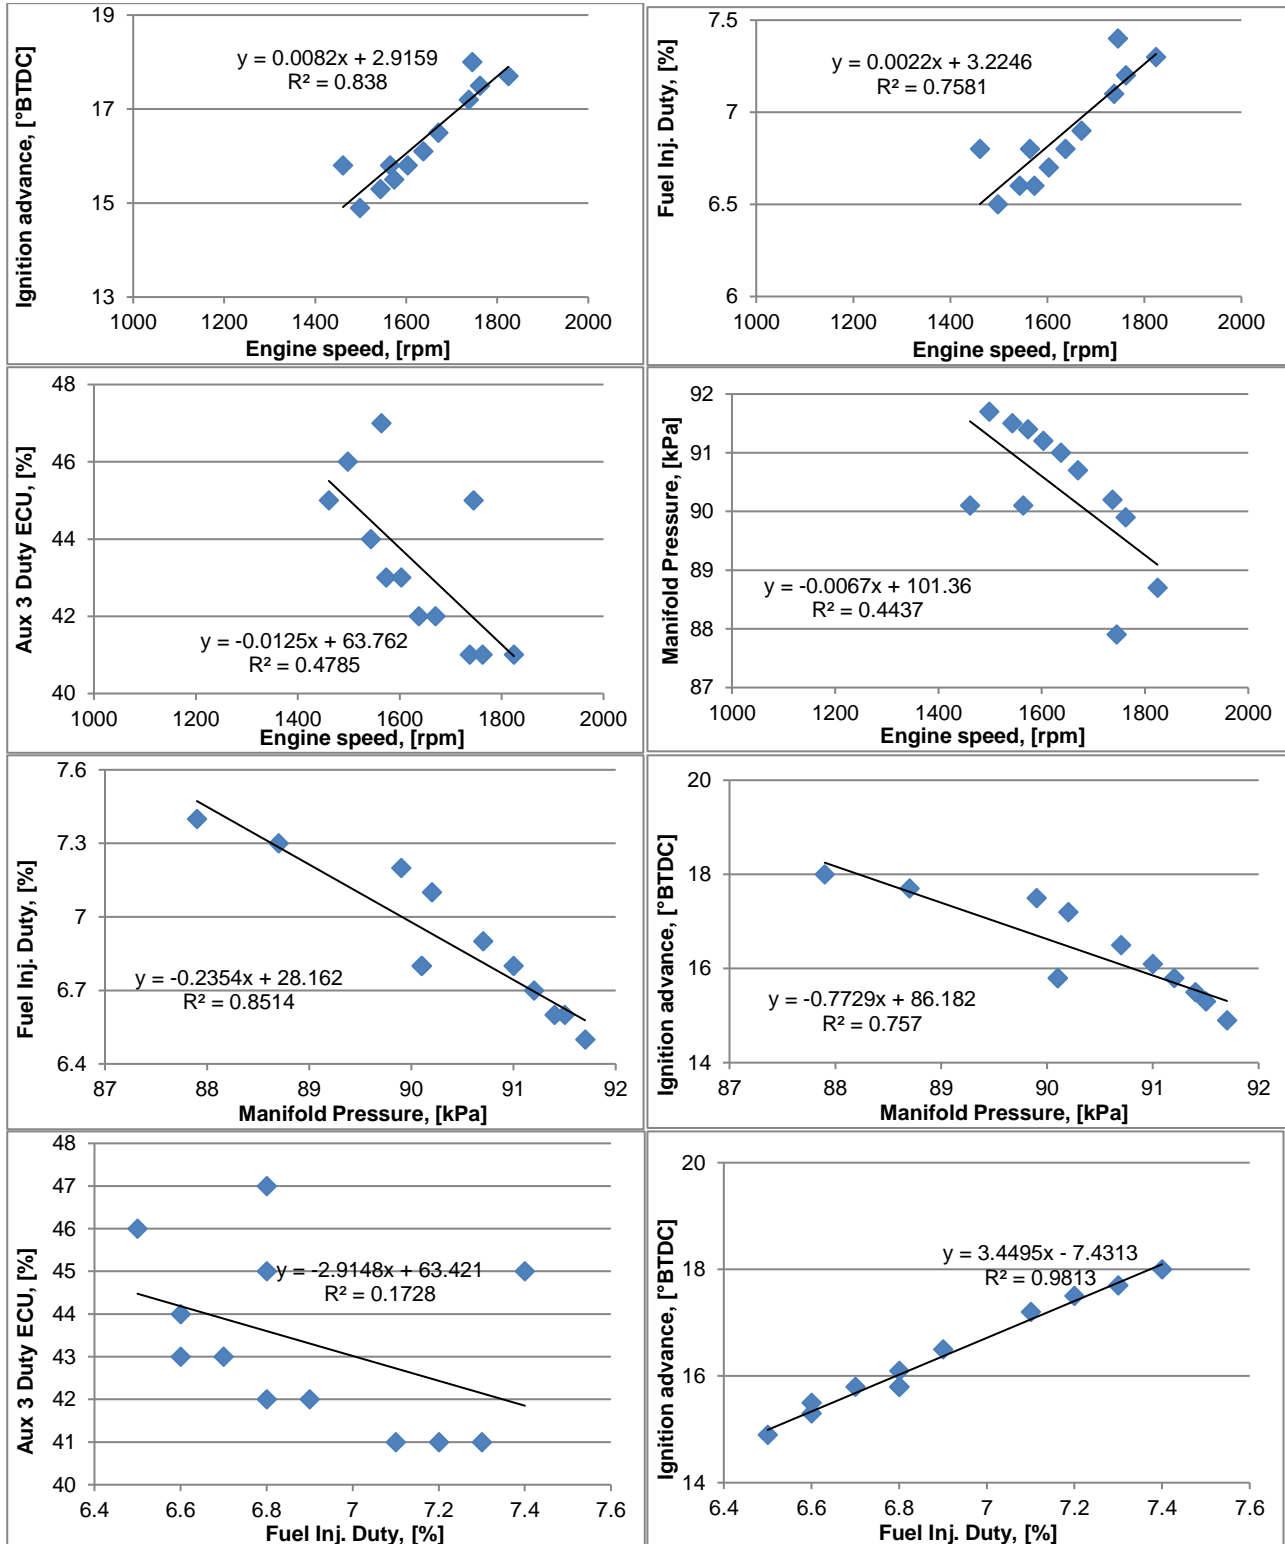 19
17
15
13
Ignition advance, [°BTDC]
y = 0.0082x + 2.9159
R² = 0.838
1000 1200 1400 1600 1800 2000
Engine speed, [rpm]
7.5
7
6.5
6
Fuel Inj. Duty, [%]
y = 0.0022x + 3.2246
R² = 0.7581
1000 1200 1400 1600 1800 2000
Engine speed, [rpm]
48
46
44
42
40
Aux 3 Duty ECU, [%]
y = -0.0125x + 63.762
R² = 0.4785
1000 1200 1400 1600 1800 2000
Engine speed, [rpm]
92
91
90
89
88
87
Manifold Pressure, [kPa]
y = -0.0067x + 101.36
R² = 0.4437
1000 1200 1400 1600 1800 2000
Engine speed, [rpm]
7.6
7.3
7
6.7
6.4
Fuel Inj. Duty, [%]
y = -0.2354x + 28.162
R² = 0.8514
87 88 89 90 91 92
Manifold Pressure, [kPa]
20
18
16
14
Ignition advance, [°BTDC]
y = -0.7729x + 86.182
R² = 0.757
87 88 89 90 91 92
Manifold Pressure, [kPa]
48
47
46
45
44
43
42
41
40
Aux 3 Duty ECU, [%]
y = -2.9148x + 63.421
R² = 0.1728
6.4 6.6 6.8 7 7.2 7.4 7.6
Fuel Inj. Duty, [%]
20
18
16
14
Ignition advance, [°BTDC]
y = 3.4495x - 7.4313
R² = 0.9813
6.4 6.6 6.8 7 7.2 7.4 7.6
Fuel Inj. Duty, [%]